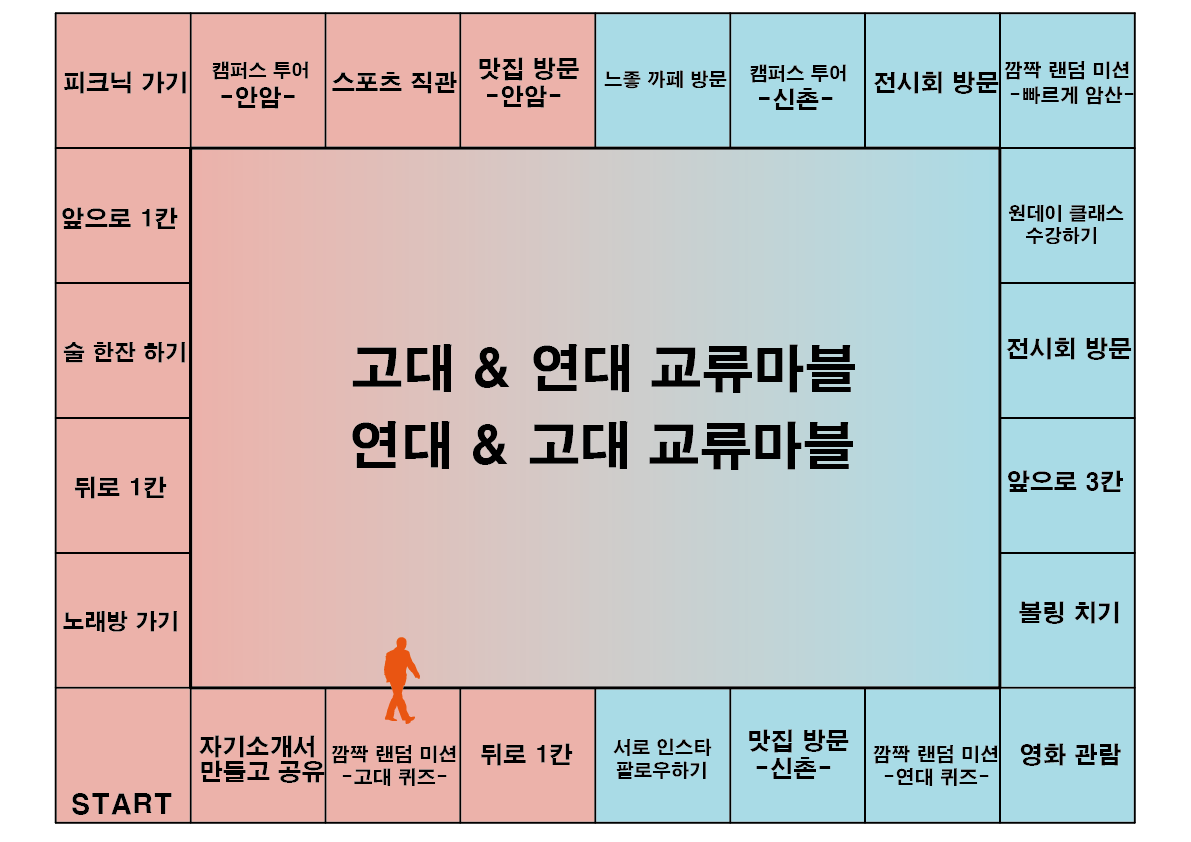 피크닉 가기
캠퍼스 투어
-안암-
스포츠 직관
맛집 방문
-안암-
느좋 까페 방문
캠퍼스 투어
-신촌-
전시회 방문
깜짝 랜덤 미션
-빠르게 암산-
앞으로 1칸
원데이 클래스
수강하기
술 한잔 하기
전시회 방문
고대 & 연대 교류마블
연대 & 고대 교류마블
뒤로 1칸
앞으로 3칸
노래방 가기
볼링 치기
START
자기소개서
만들고 공유
깜짝 랜덤 미션
-고대 퀴즈-
뒤로 1칸
서로 인스타
팔로우하기
맛집 방문
-신촌-
깜짝 랜덤 미션
-연대 퀴즈-
영화 관람